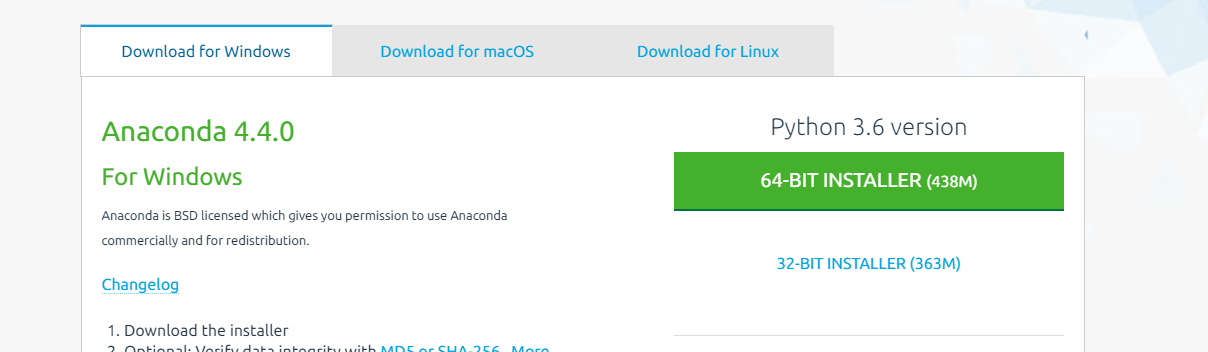 Download for Windows
Download for macOS
Download for Linux
Anaconda 4.4.0
For Windows
Anaconda is BSD licensed which gives you permission to use Anaconda
commercially and for redistribution.
Changelog
1. Download the installer
2. Optional: Verify data integrity with MD5 or SHA-256 More
Python 3.6 version
64-BIT INSTALLER (438M)
32-BIT INSTALLER (363M)